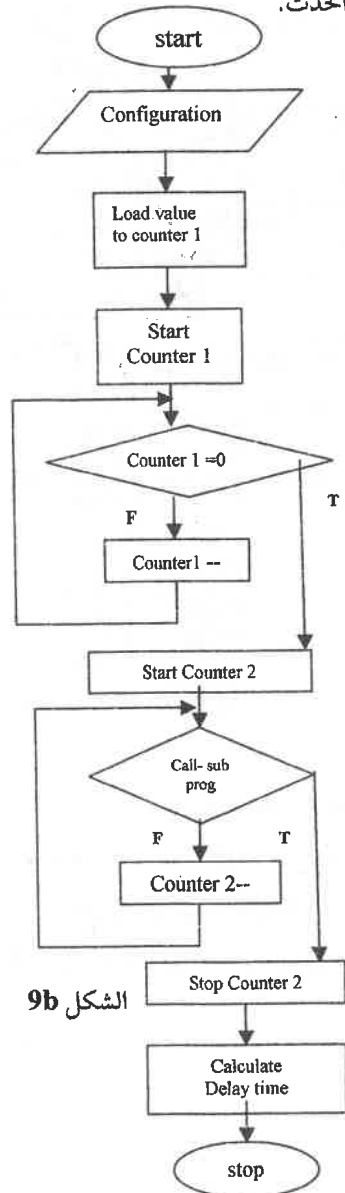 الحدث.
start
Configuration
Load value
to counter 1
Start
Counter 1
Counter 1 =0
F
T
Counter1 --
Start Counter 2
Call- sub
prog
F
T
Counter 2--
الشكل 9b
Stop Counter 2
Calculate
Delay time
stop